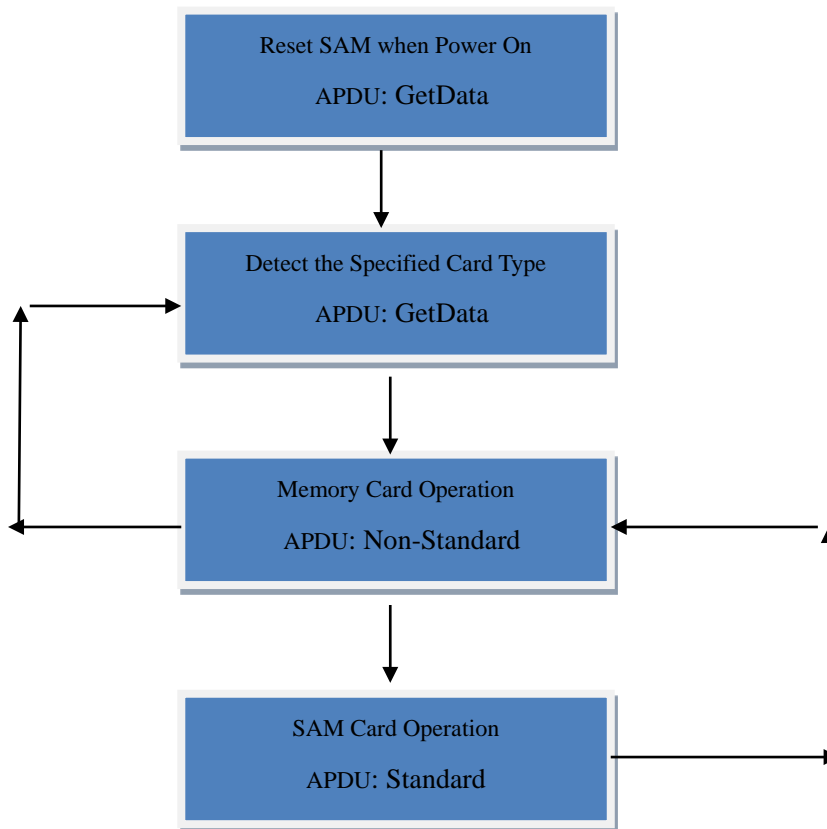 Reset SAM when Power On
APDU: GetData
Detect the Specified Card Type
APDU: GetData
Memory Card Operation
APDU: Non-Standard
SAM Card Operation
APDU: Standard